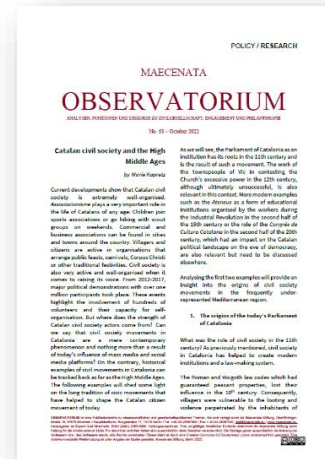 POLICY / RESEARCH
MAECENATA
OBSERVATORIUM
ANALYSEN, POSITIONEN UND DISKURSE ZU ZIVILGESELLSCHAFT, ENGAGEMENT UND PHILANTHROPIE
October 2022
Catalan civil society and the High
Middle Ages
by Maria Kapretz
Current developments show that Catalan civil
society is extremely well-organised.
Associacionisme plays a very important role in
the life of Catalans of any age: Children join
sports associations or go hiking with scout
groups on weekends. Commercial and
business associations can be found in cities
and towns around the country. Villagers and
citizens are active in organisations that
arrange public feasts, carnivals, Corpus Christi
or other traditional festivities. Civil society is
also very active and well-organised when it
comes to raising its voice. From 2012-2017,
major political demonstrations with over one
million participants took place. These events
highlight the involvement of hundreds of
volunteers and their capacity for self-
organisation. But where does the strength of
Catalan civil society actors come from? Can
we say that civil society movements in
Catalonia are a mere contemporary
phenomenon and nothing more than a result
of today's influence of mass media and social
media platforms? On the contrary, historical
examples of civil movements in Catalonia can
be tracked back as far as the High Middle Ages.
The following examples will shed some light
on the long tradition of civic movements that
have helped to shape the Catalan citizen
movement of today.
As we will see, the Parliament of Catalonia as an
institution has its roots in the 11th century and
is the result of such a movement. The work of
the townspeople of Vic in contesting the
Church's excessive power in the 12th century,
although ultimately unsuccessful, is also
relevant in this context. More modern examples
such as the Ateneus as a form of educational
institutions organised by the workers during
the Industrial Revolution in the second half of
the 19th century or the role of the Congrés de
Cultura Catalana in the second half of the 20th
century, which had an impact on the Catalan
political landscape on the eve of democracy,
are also relevant but need to be discussed
elsewhere.
Analysing the first two examples will provide an
insight into the origins of civil society
movements in the frequently under-
represented Mediterranean region.
1. The origins of the today's Parliament
of Catalonia
What was the role of civil society in the 11th
century? As previously mentioned, civil society
in Catalonia has helped to create modern
institutions and a law-making system.
The Roman and Visigoth law codes which had
guaranteed peasant properties, lost their
influence in the 10th century. Consequently,
villagers were vulnerable to the looting and
violence perpetrated by the inhabitants of